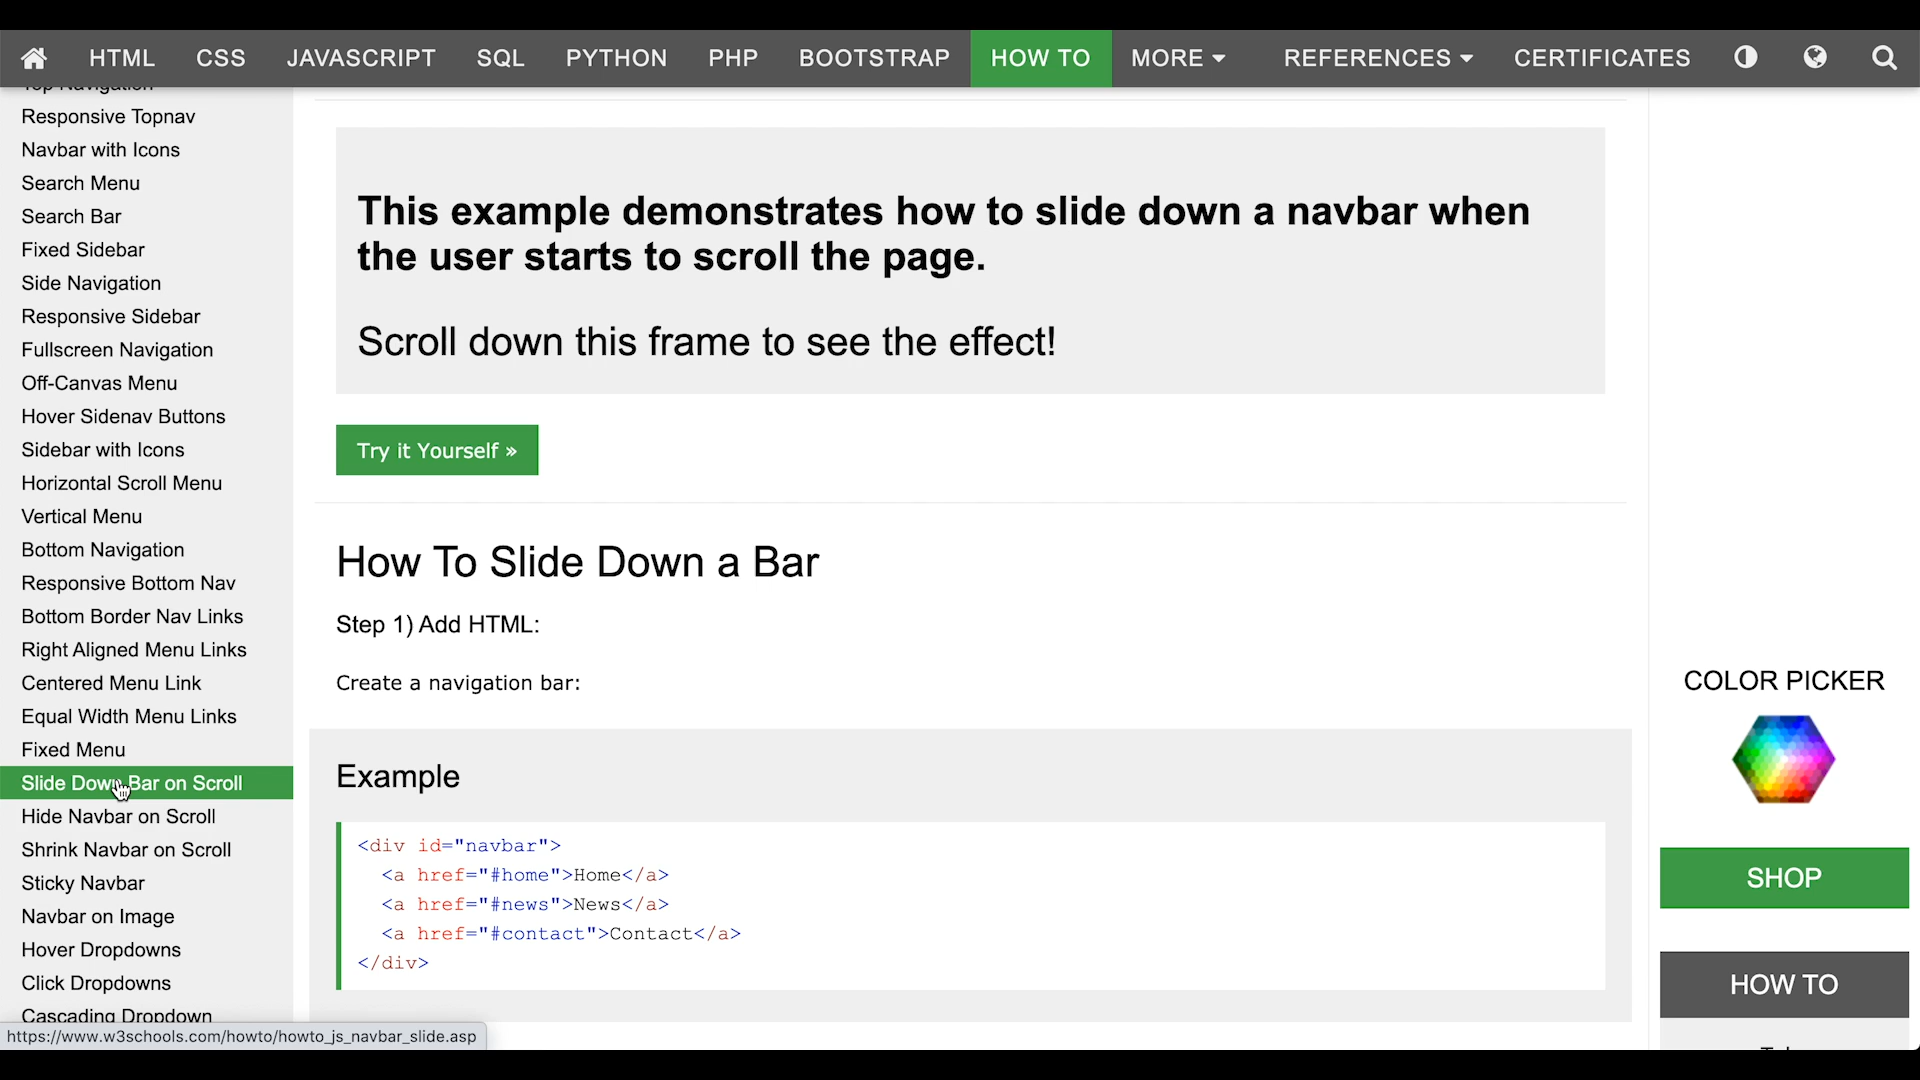 HTML CSS JAVASCRIPT SQL PYTHON PHP BOOTSTRAP HOW TO MORE REFERENCES CERTIFICATES
Top Navigation
Responsive Topnav
Navbar with Icons
Search Menu
Search Bar
Fixed Sidebar
Side Navigation
Responsive Sidebar
Fullscreen Navigation
Off-Canvas Menu
Hover Sidenav Buttons
Sidebar with Icons
Horizontal Scroll Menu
Vertical Menu
Bottom Navigation
Responsive Bottom Nav
Bottom Border Nav Links
Right Aligned Menu Links
Centered Menu Link
Equal Width Menu Links
Fixed Menu
Slide Down Bar on Scroll
Hide Navbar on Scroll
Shrink Navbar on Scroll
Sticky Navbar
Navbar on Image
Hover Dropdowns
Click Dropdowns
Cascading Dropdown
https://www.w3schools.com/howto/howto_js_navbar_slide.asp
This example demonstrates how to slide down a navbar when
the user starts to scroll the page.
Scroll down this frame to see the effect!
Try it Yourself »
How To Slide Down a Bar
Step 1) Add HTML:
Create a navigation bar:
Example
<div id="navbar">
<a href="#home">Home</a>
<a href="#news">News</a>
<a href="#contact">Contact</a>
</div>
COLOR PICKER
SHOP
HOW TO